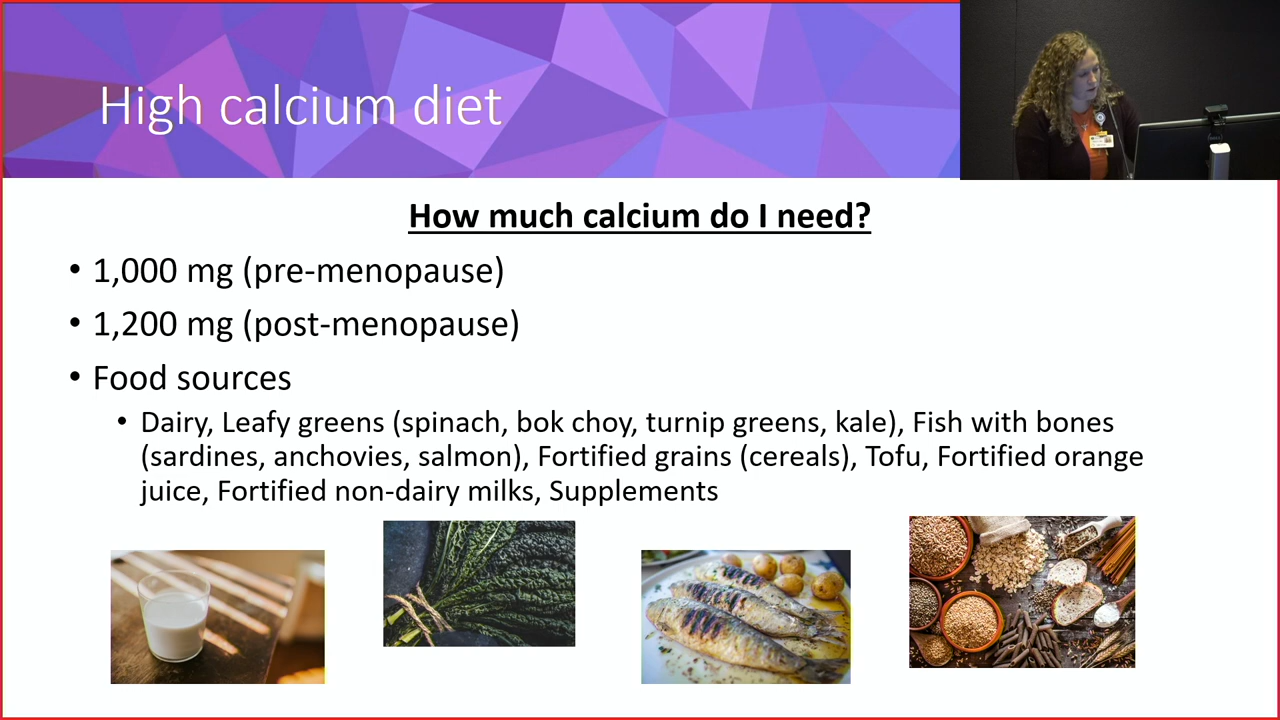 High calcium diet
How much calcium do I need?
• 1,000 mg (pre-menopause)
• 1,200 mg (post-menopause)
• Food sources
• Dairy, Leafy greens (spinach, bok choy, turnip greens, kale), Fish with bones
(sardines, anchovies, salmon), Fortified grains (cereals), Tofu, Fortified orange
juice, Fortified non-dairy milks, Supplements